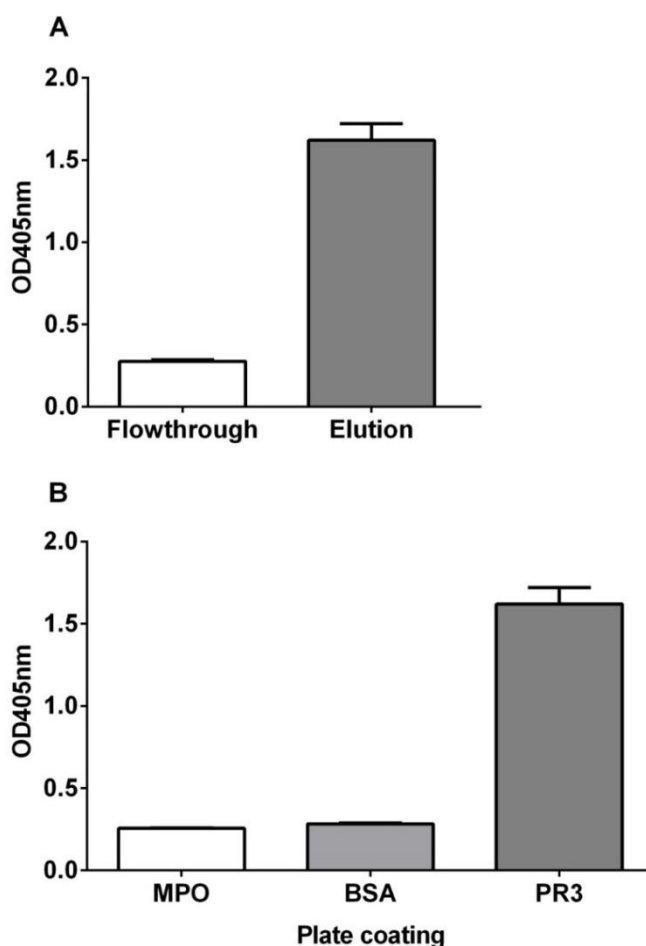 A
2.0
1.5
1.0
0.5
0.0
OD405nm
Flowthrough Elution
B
2.0
1.5
1.0
0.5
0.0
OD405nm
MPO BSA PR3
Plate coating